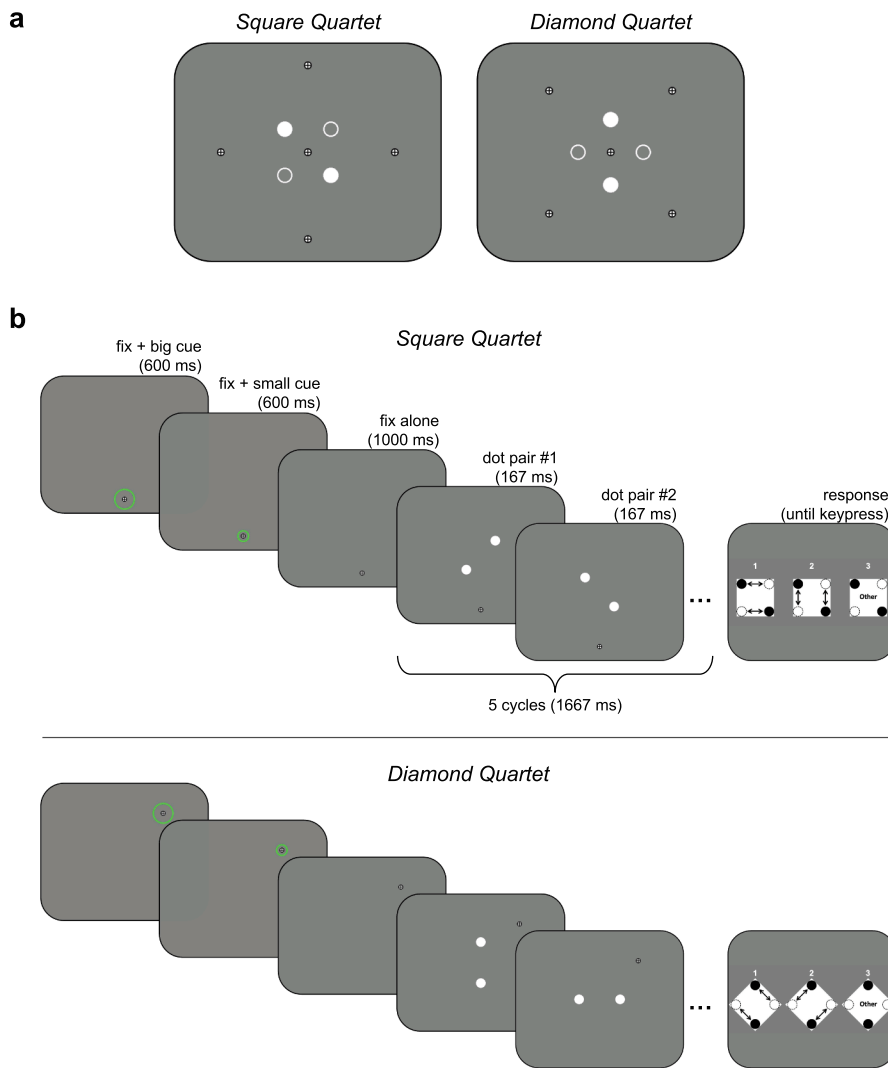 a
Square Quartet
Diamond Quartet
b
Square Quartet
fix + big cue
(600 ms)
fix + small cue
(600 ms)
fix alone
(1000 ms)
dot pair #1
(167 ms)
dot pair #2
(167 ms)
...
response
(until keypress)
1 2 3
Other
5 cycles (1667 ms)
Diamond Quartet
...
1 2 3
Other